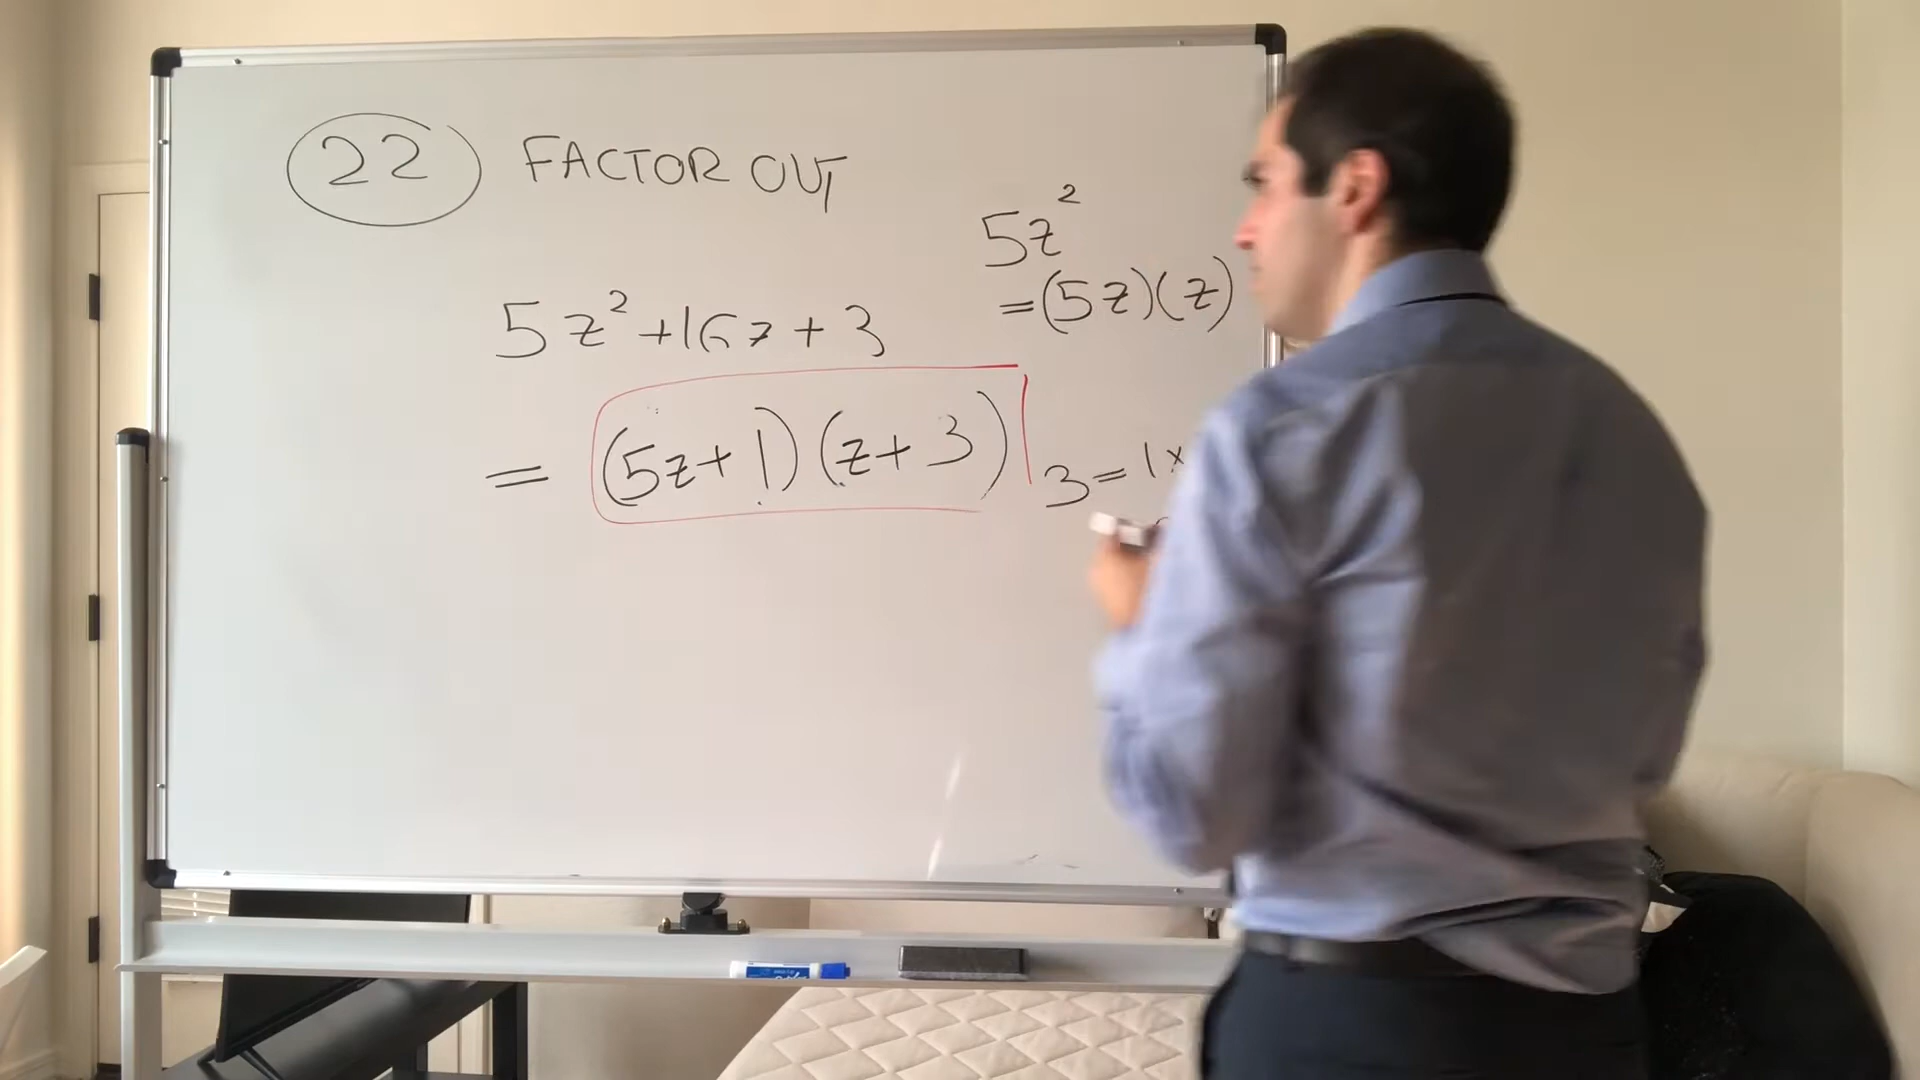 22 FACTOR OUT
5z² + 16z + 3
= (5z + 1) (z + 3)
5z²
= (5z)(z)
3 = 1 ×